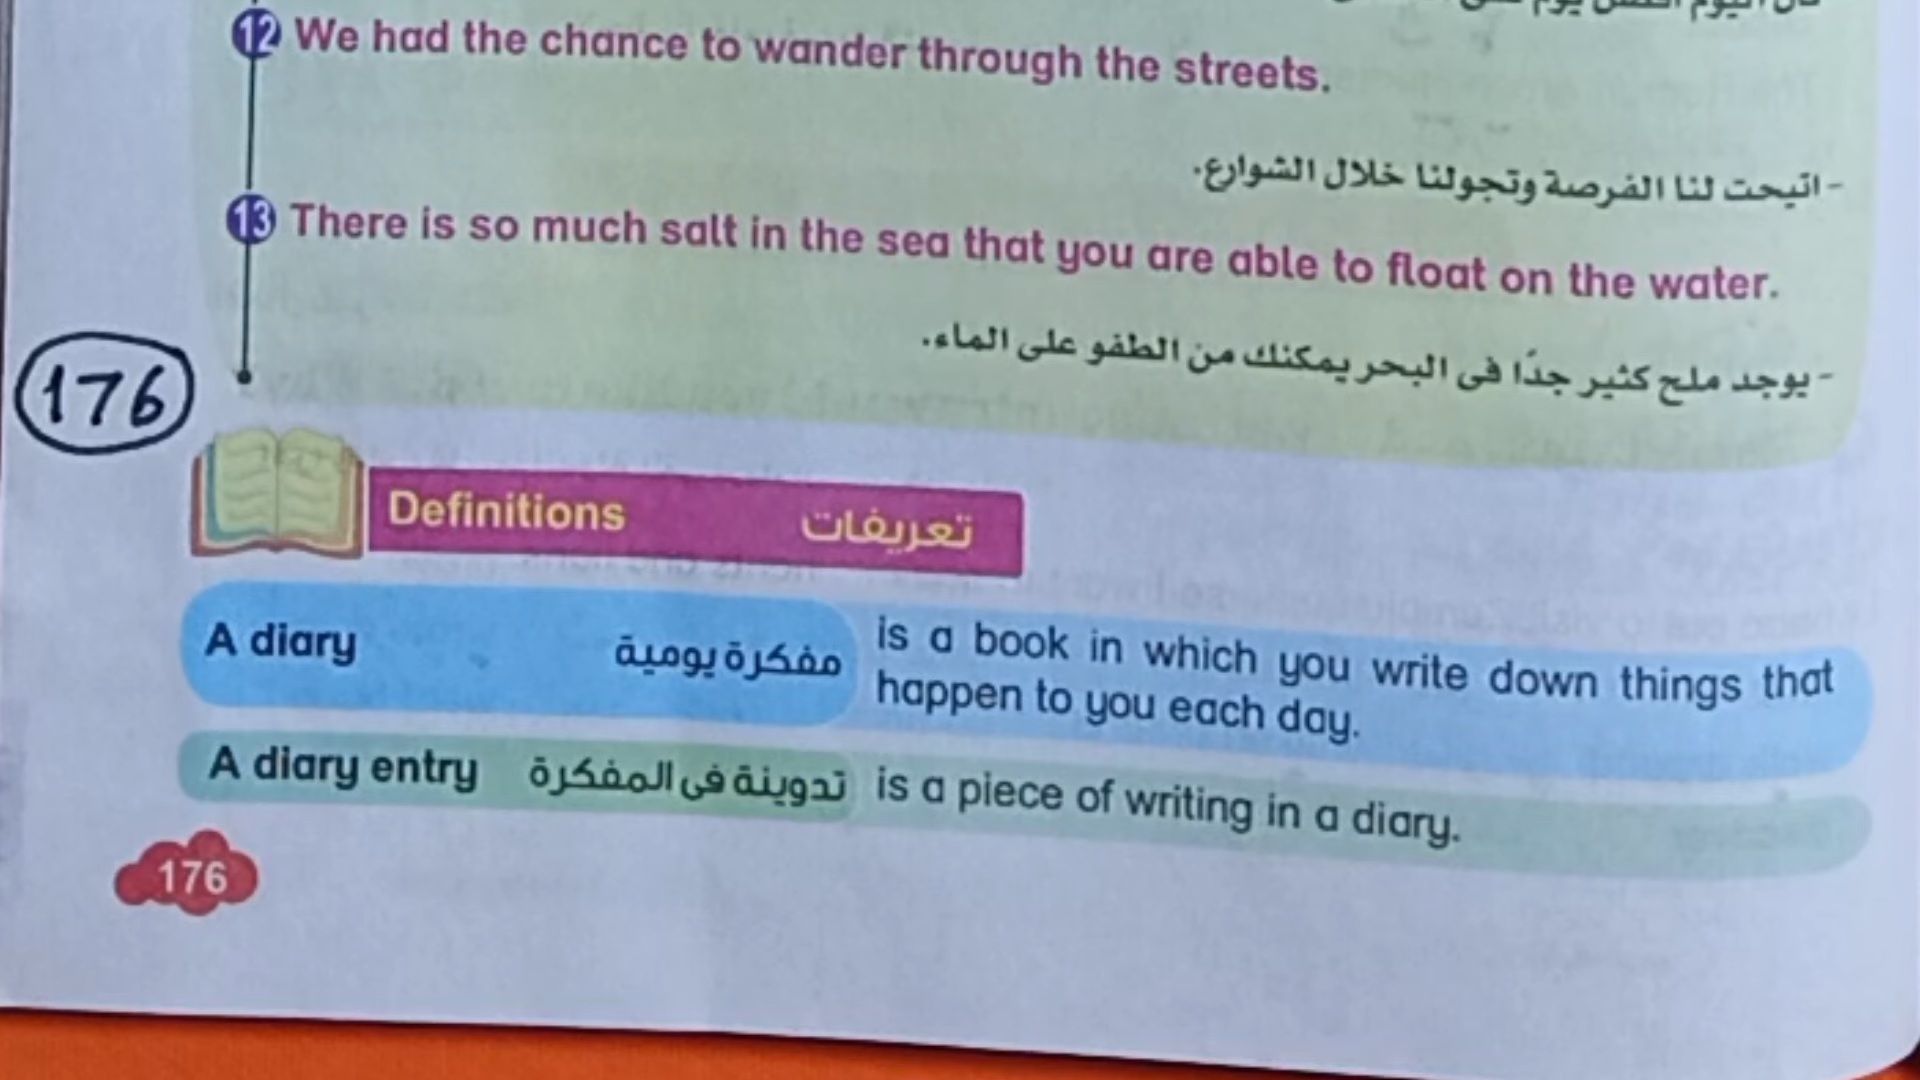 12 We had the chance to wander through the streets.
- اتيحت لنا الفرصة وتجولنا خلال الشوارع.
13 There is so much salt in the sea that you are able to float on the water.
- يوجد ملح كثير جدًا فى البحر يمكنك من الطفو على الماء.
176
Definitions تعريفات
A diary مفكرة يومية is a book in which you write down things that
happen to you each day.
A diary entry تدوينة فى المفكرة is a piece of writing in a diary.
176